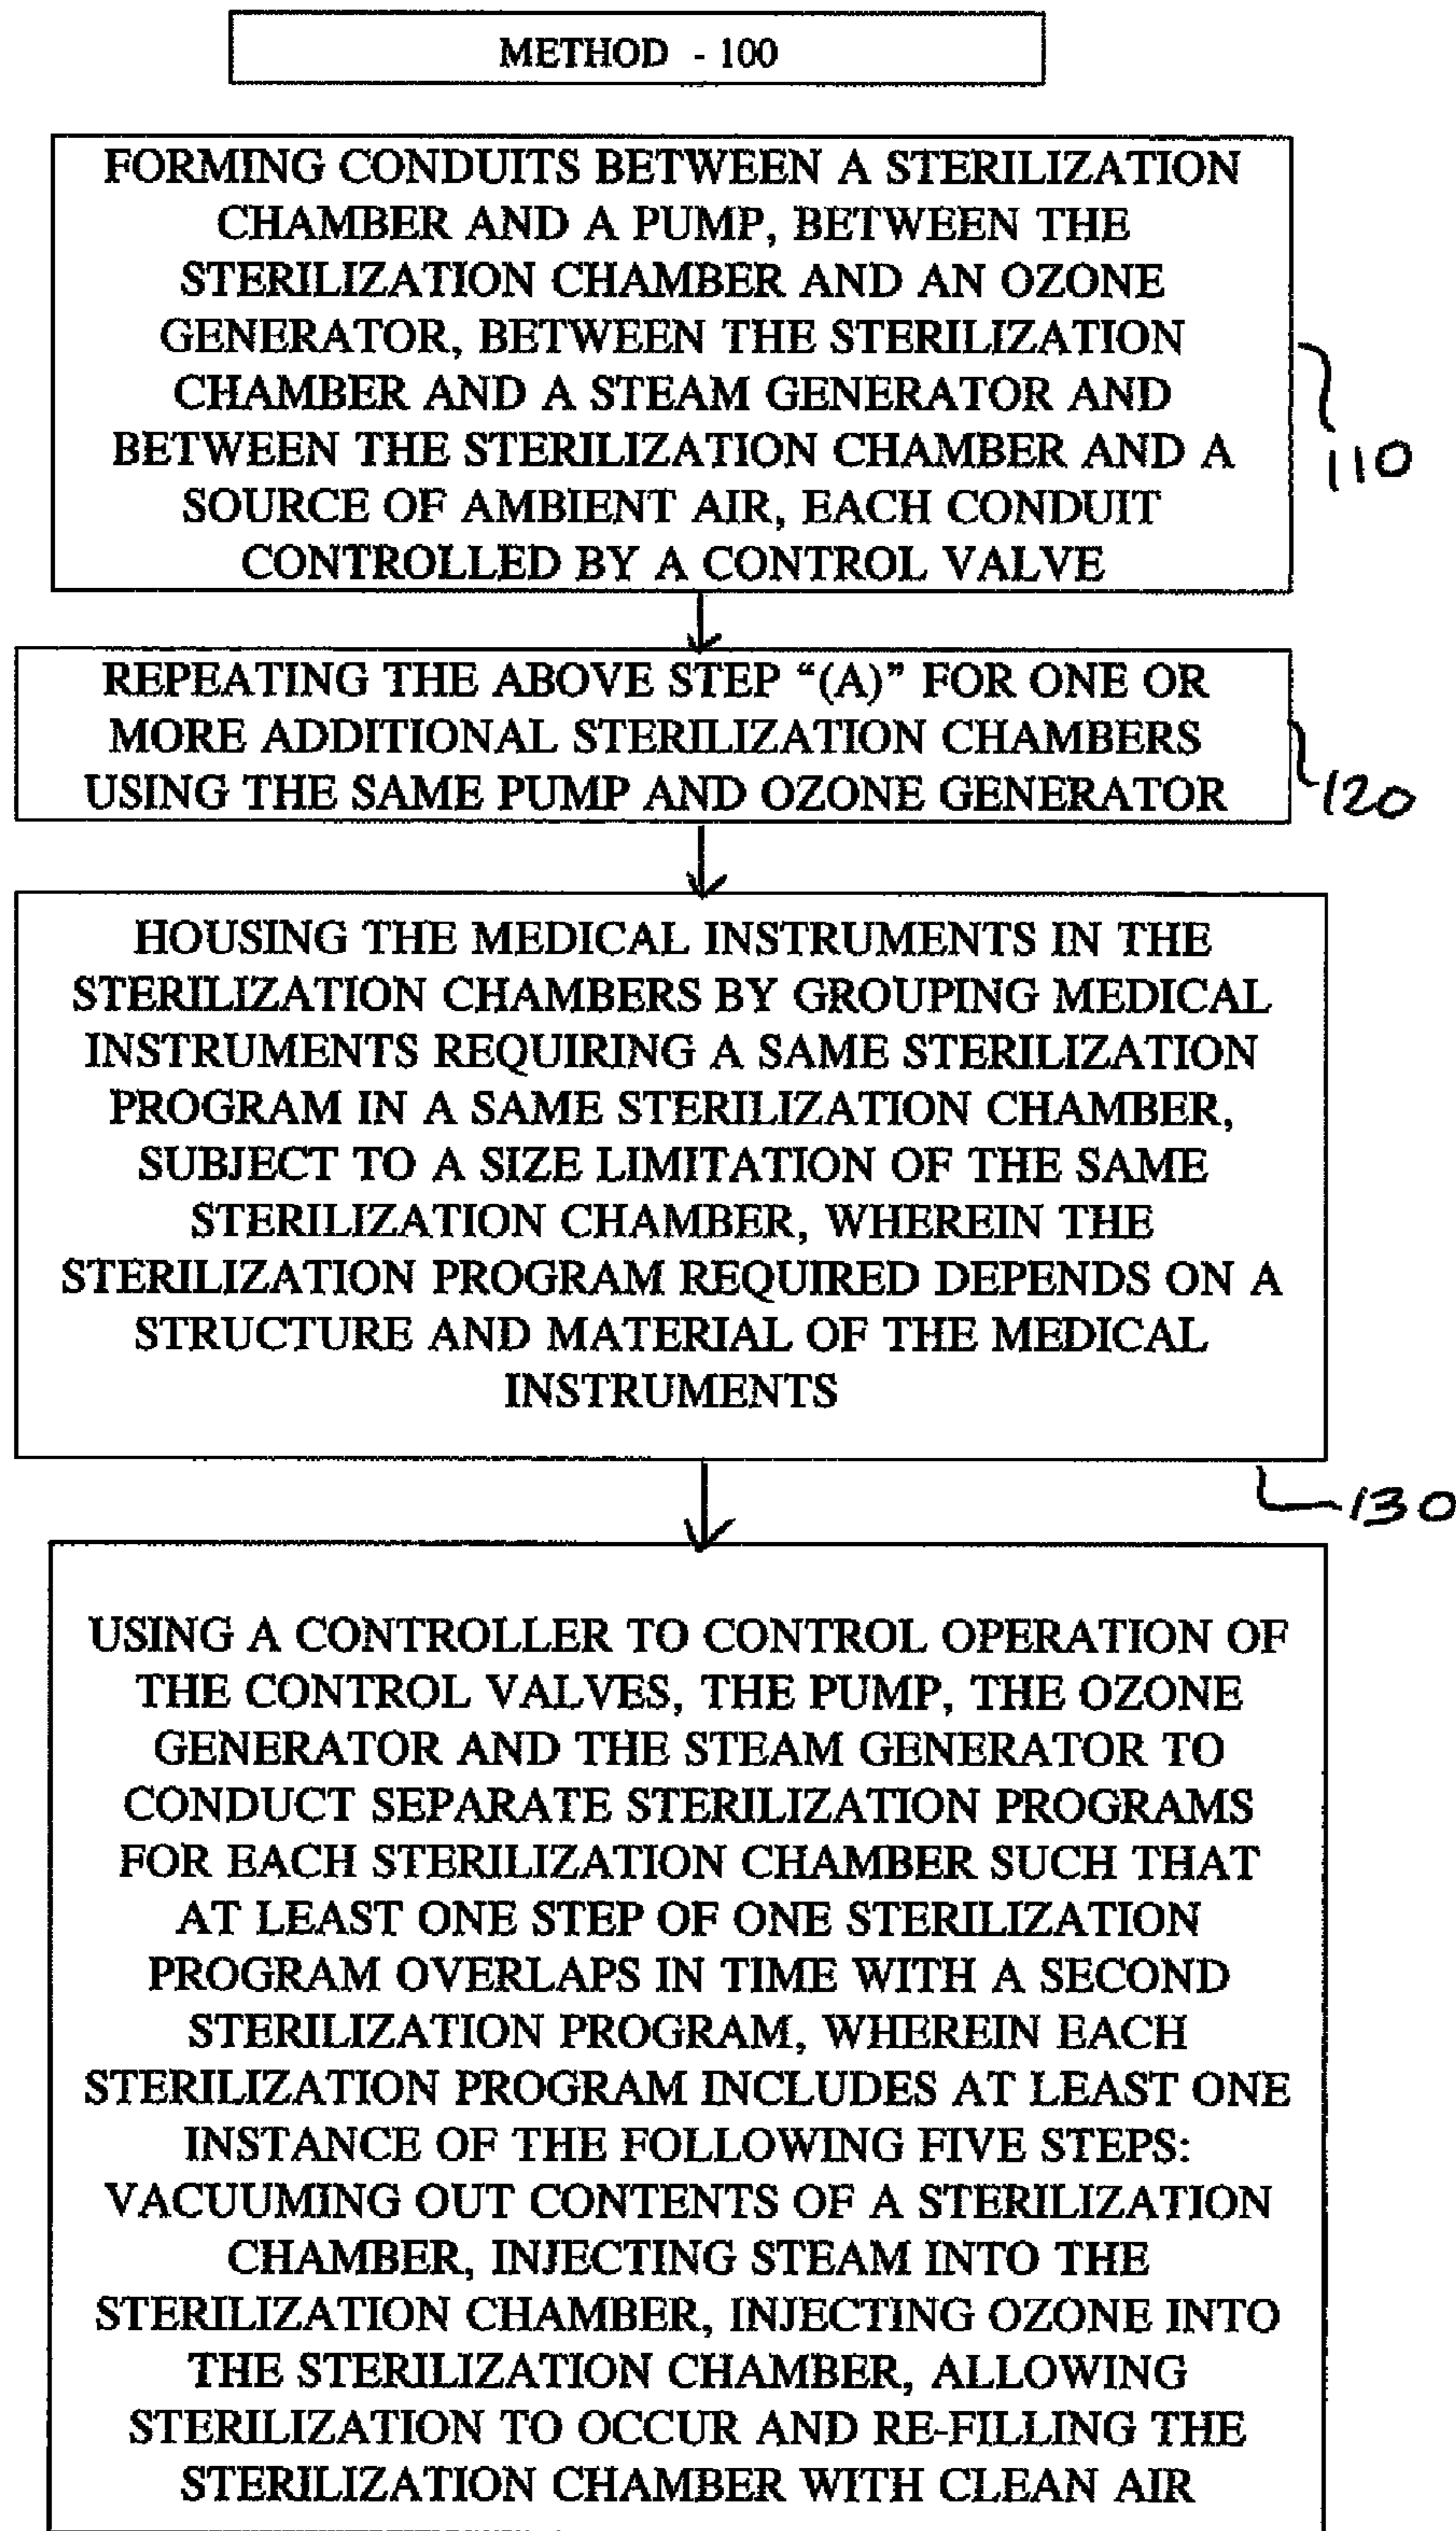 METHOD - 100
FORMING CONDUITS BETWEEN A STERILIZATION
CHAMBER AND A PUMP, BETWEEN THE
STERILIZATION CHAMBER AND AN OZONE
GENERATOR, BETWEEN THE STERILIZATION
CHAMBER AND A STEAM GENERATOR AND
BETWEEN THE STERILIZATION CHAMBER AND A
SOURCE OF AMBIENT AIR, EACH CONDUIT
CONTROLLED BY A CONTROL VALVE
110
REPEATING THE ABOVE STEP “(A)” FOR ONE OR
MORE ADDITIONAL STERILIZATION CHAMBERS
USING THE SAME PUMP AND OZONE GENERATOR
120
HOUSING THE MEDICAL INSTRUMENTS IN THE
STERILIZATION CHAMBERS BY GROUPING MEDICAL
INSTRUMENTS REQUIRING A SAME STERILIZATION
PROGRAM IN A SAME STERILIZATION CHAMBER,
SUBJECT TO A SIZE LIMITATION OF THE SAME
STERILIZATION CHAMBER, WHEREIN THE
STERILIZATION PROGRAM REQUIRED DEPENDS ON A
STRUCTURE AND MATERIAL OF THE MEDICAL
INSTRUMENTS
130
USING A CONTROLLER TO CONTROL OPERATION OF
THE CONTROL VALVES, THE PUMP, THE OZONE
GENERATOR AND THE STEAM GENERATOR TO
CONDUCT SEPARATE STERILIZATION PROGRAMS
FOR EACH STERILIZATION CHAMBER SUCH THAT
AT LEAST ONE STEP OF ONE STERILIZATION
PROGRAM OVERLAPS IN TIME WITH A SECOND
STERILIZATION PROGRAM, WHEREIN EACH
STERILIZATION PROGRAM INCLUDES AT LEAST ONE
INSTANCE OF THE FOLLOWING FIVE STEPS:
VACUUMING OUT CONTENTS OF A STERILIZATION
CHAMBER, INJECTING STEAM INTO THE
STERILIZATION CHAMBER, INJECTING OZONE INTO
THE STERILIZATION CHAMBER, ALLOWING
STERILIZATION TO OCCUR AND RE-FILLING THE
STERILIZATION CHAMBER WITH CLEAN AIR